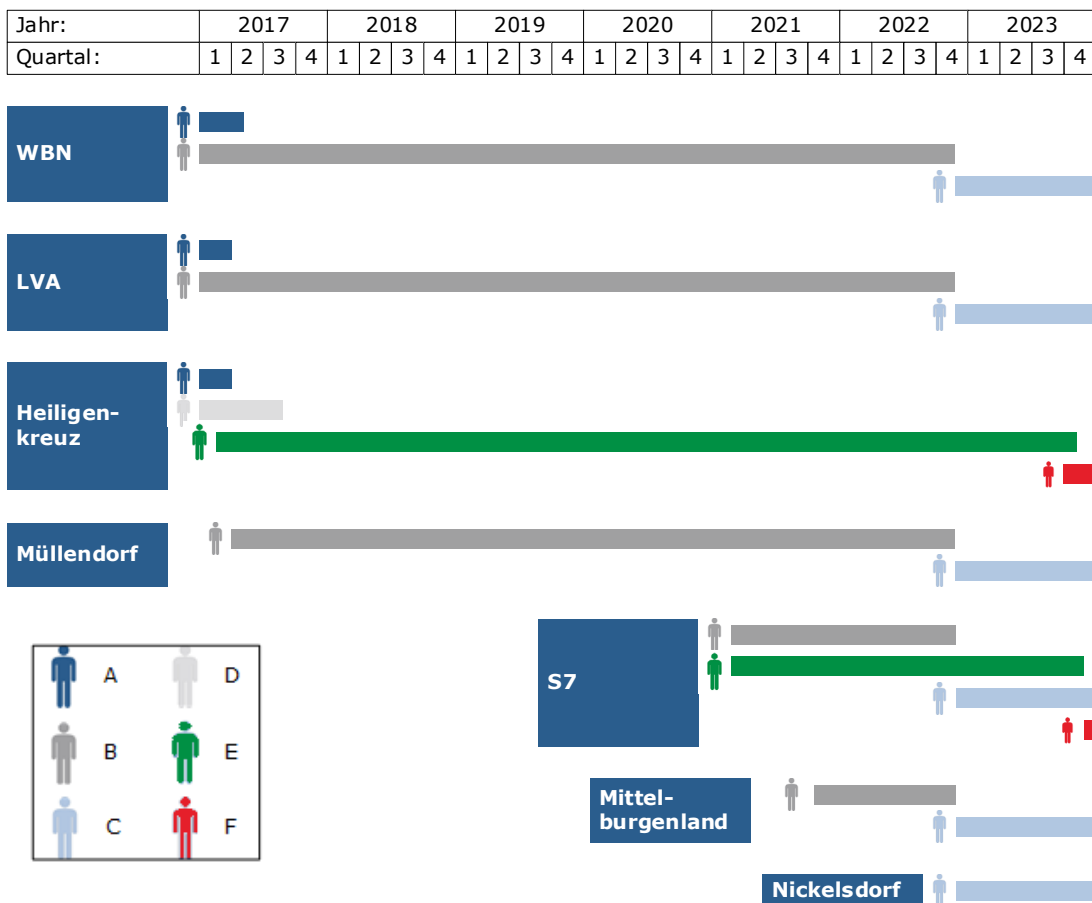 Jahr: 2017 2018 2019 2020 2021 2022 2023
Quartal: 1 2 3 4 1 2 3 4 1 2 3 4 1 2 3 4 1 2 3 4 1 2 3 4 1 2 3 4
WBN
LVA
Heiligen-
kreuz
Müllendorf
S7
A D
B E
C F
Mittel-
burgenland
Nickelsdorf